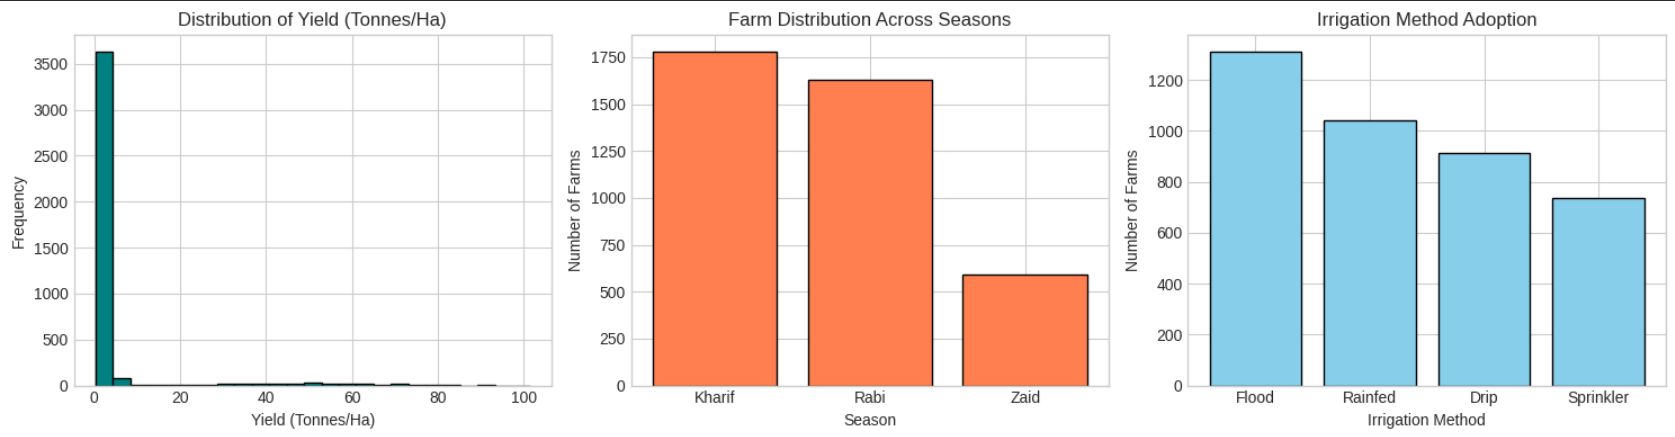 Distribution of Yield (Tonnes/Ha)
3500
3000
2500
2000
1500
1000
500
0
Frequency
0 20 40 60 80 100
Yield (Tonnes/Ha)
Farm Distribution Across Seasons
1750
1500
1250
1000
750
500
250
0
Number of Farms
Kharif Rabi Zaid
Season
Irrigation Method Adoption
1200
1000
800
600
400
200
0
Number of Farms
Flood Rainfed Drip Sprinkler
Irrigation Method